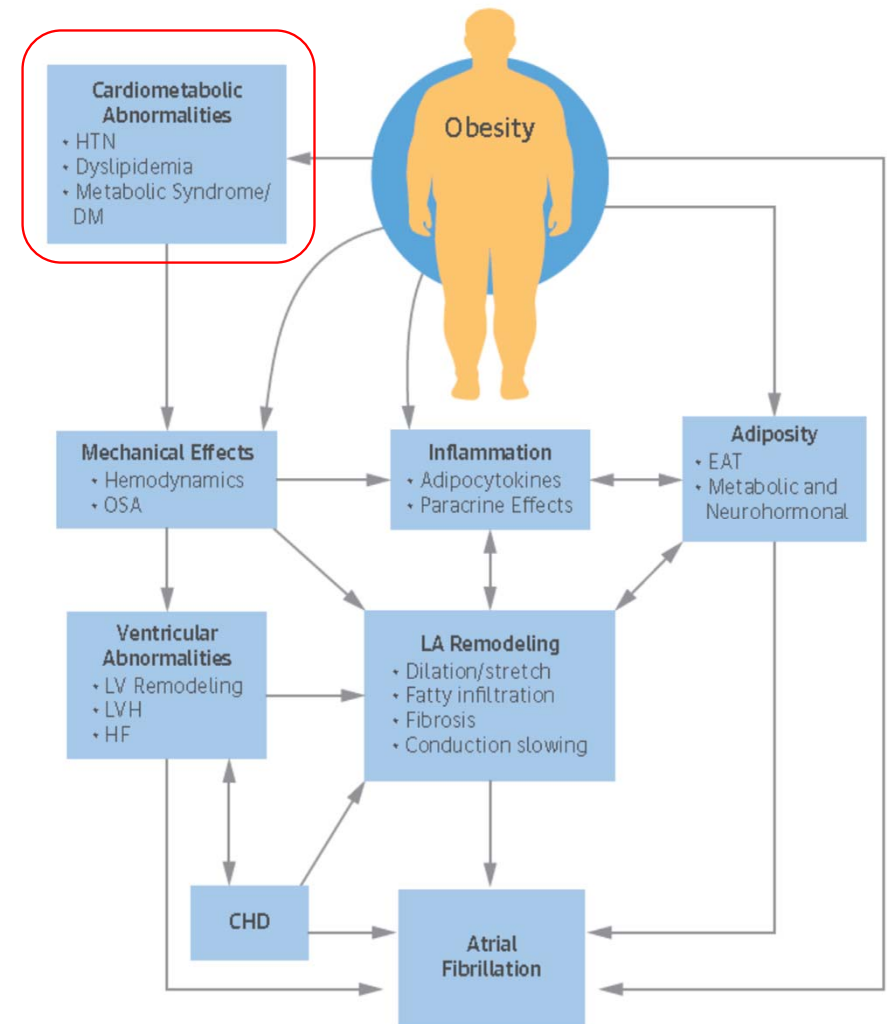 Obesity
Cardiometabolic
Abnormalities
• HTN
• Dyslipidemia
• Metabolic Syndrome/
DM
Mechanical Effects
• Hemodynamics
• OSA
Inflammation
• Adipocytokines
• Paracrine Effects
Adiposity
• EAT
• Metabolic and
Neurohormonal
Ventricular
Abnormalities
• LV Remodeling
• LVH
• HF
LA Remodeling
• Dilation/stretch
• Fatty infiltration
• Fibrosis
• Conduction slowing
CHD
Atrial
Fibrillation